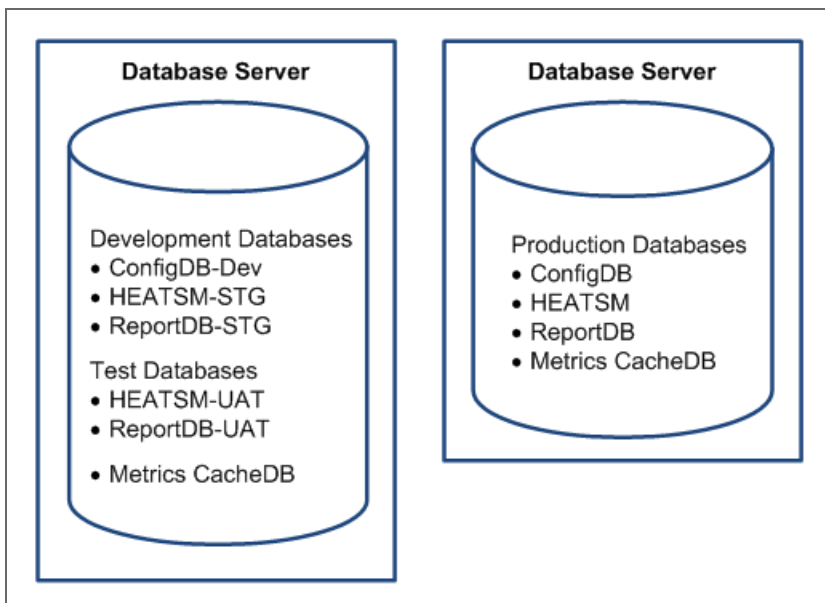 Database Server
Development Databases
• ConfigDB-Dev
• HEATSM-STG
• ReportDB-STG
Test Databases
• HEATSM-UAT
• ReportDB-UAT
• Metrics CacheDB
Database Server
Production Databases
• ConfigDB
• HEATSM
• ReportDB
• Metrics CacheDB